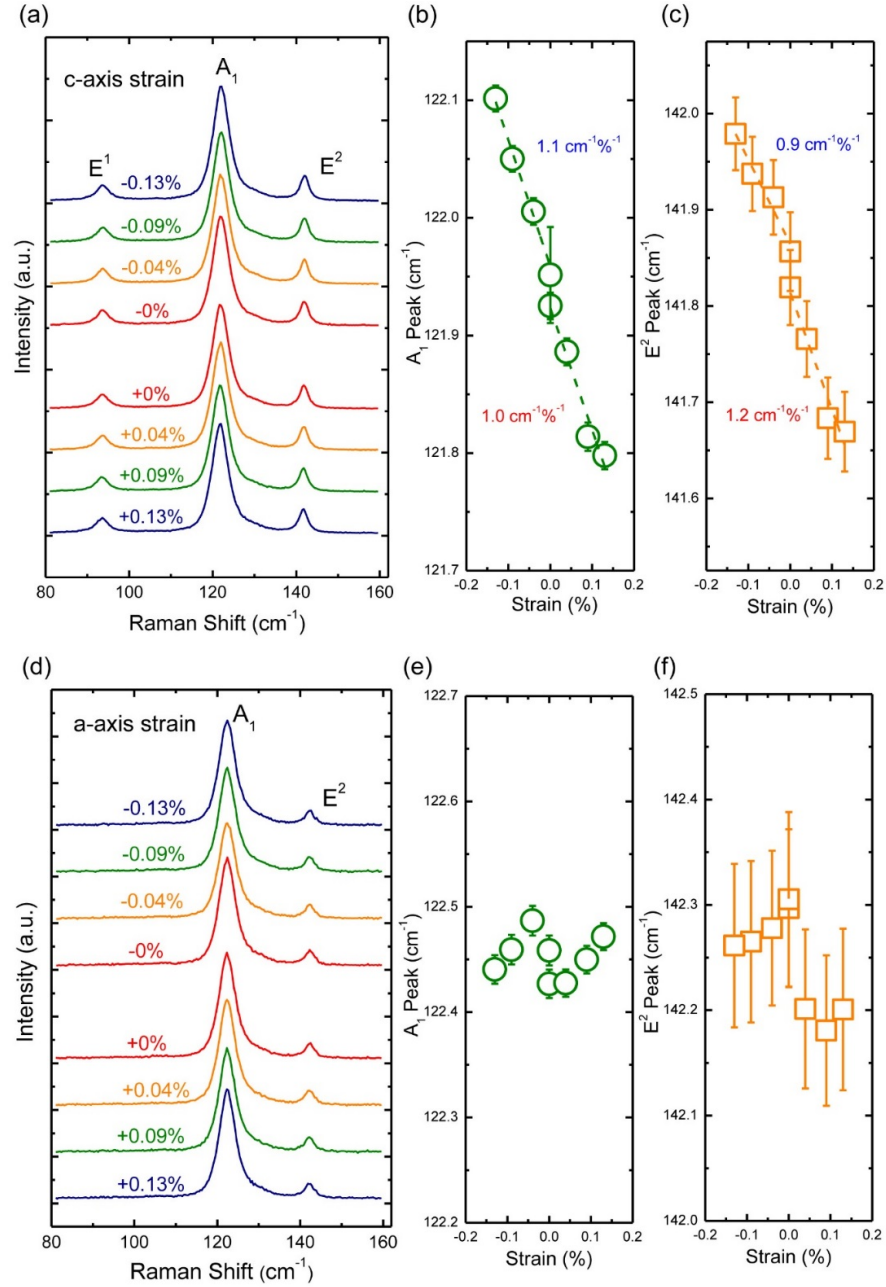 (a)
c-axis strain
A₁
E¹
E²
-0.13%
-0.09%
-0.04%
-0%
+0%
+0.04%
+0.09%
+0.13%
Intensity (a.u.)
80 100 120 140 160
Raman Shift (cm⁻¹)
(b)
122.1
122.0
121.9
121.8
121.7
A₁ Peak (cm⁻¹)
1.1 cm⁻¹%⁻¹
1.0 cm⁻¹%⁻¹
-0.2 -0.1 0.0 0.1 0.2
Strain (%)
(c)
142.0
141.9
141.8
141.7
141.6
E² Peak (cm⁻¹)
0.9 cm⁻¹%⁻¹
1.2 cm⁻¹%⁻¹
-0.2 -0.1 0.0 0.1 0.2
Strain (%)
(d)
a-axis strain
A₁
E²
-0.13%
-0.09%
-0.04%
-0%
+0%
+0.04%
+0.09%
+0.13%
Intensity (a.u.)
80 100 120 140 160
Raman Shift (cm⁻¹)
(e)
122.7
122.6
122.5
122.4
122.3
122.2
A₁ Peak (cm⁻¹)
-0.2 -0.1 0.0 0.1 0.2
Strain (%)
(f)
142.5
142.4
142.3
142.2
142.1
142.0
E² Peak (cm⁻¹)
-0.2 -0.1 0.0 0.1 0.2
Strain (%)